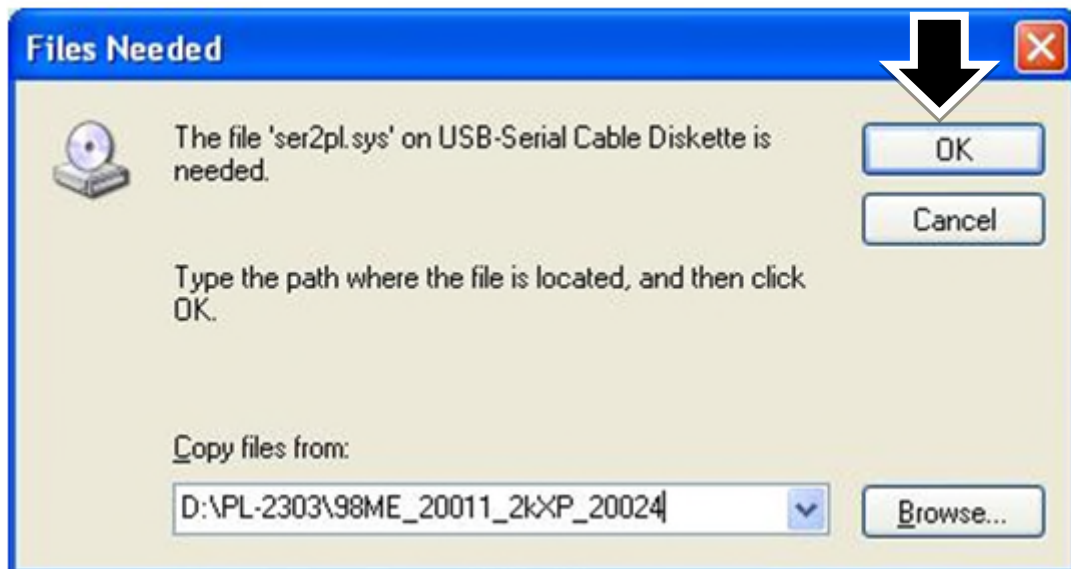 Files Needed
The file 'ser2pl.sys' on USB-Serial Cable Diskette is
needed.
OK
Cancel
Type the path where the file is located, and then click
OK.
Copy files from:
D:\PL-2303\98ME_20011_2kXP_20024
Browse...